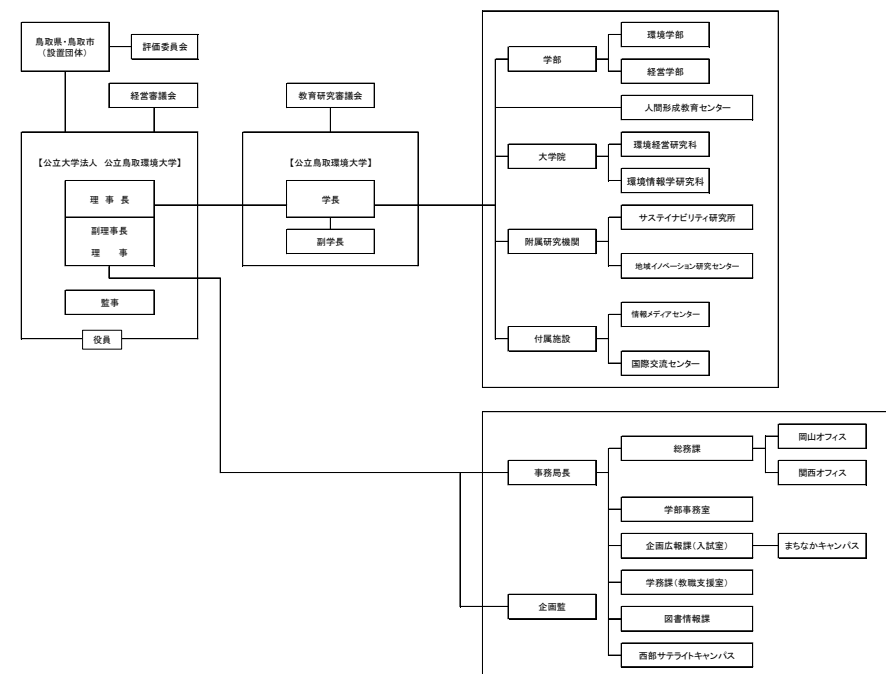 鳥取県・鳥取市
(設置団体)
評価委員会
経営審議会
教育研究審議会
【公立大学法人 公立鳥取環境大学】
理 事 長
副理事長
理 事
監事
役員
【公立鳥取環境大学】
学長
副学長
学部
環境学部
経営学部
人間形成教育センター
大学院
環境経営研究科
環境情報学研究科
附属研究機関
サステイナビリティ研究所
地域イノベーション研究センター
付属施設
情報メディアセンター
国際交流センター
事務局長
総務課
岡山オフィス
関西オフィス
学部事務室
企画広報課(入試室)
まちなかキャンパス
学務課(教職支援室)
図書情報課
西部サテライトキャンパス
企画監